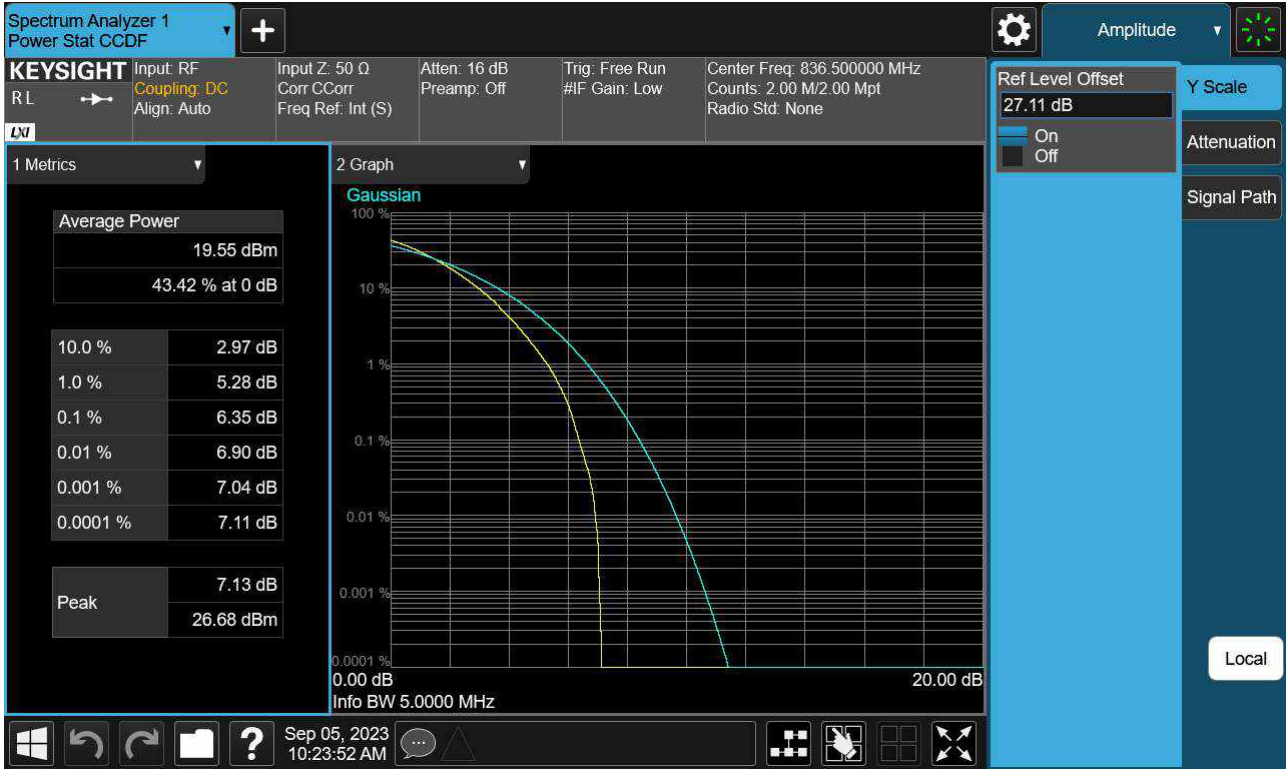 Spectrum Analyzer 1
Power Stat CCDF
Amplitude
KEYSIGHT
RL
LXI
Input: RF
Coupling: DC
Align: Auto
Input Z: 50 Ω
Corr CCorr
Freq Ref: Int (S)
Atten: 16 dB
Preamp: Off
Trig: Free Run
#IF Gain: Low
Center Freq: 836.500000 MHz
Counts: 2.00 M/2.00 Mpt
Radio Std: None
Ref Level Offset
27.11 dB
On
Off
Y Scale
Attenuation
Signal Path
Local
1 Metrics
Average Power
19.55 dBm
43.42 % at 0 dB
10.0 % 2.97 dB
1.0 % 5.28 dB
0.1 % 6.35 dB
0.01 % 6.90 dB
0.001 % 7.04 dB
0.0001 % 7.11 dB
Peak
7.13 dB
26.68 dBm
2 Graph
Gaussian
100 %
10 %
1 %
0.1 %
0.01 %
0.001 %
0.0001 %
0.00 dB 20.00 dB
Info BW 5.0000 MHz
?
Sep 05, 2023
10:23:52 AM